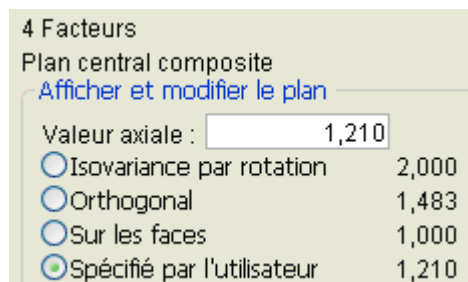 4 Facteurs
Plan central composite
Afficher et modifier le plan
Valeur axiale : 1,210
Isovariance par rotation 2,000
Orthogonal 1,483
Sur les faces 1,000
Spécifié par l'utilisateur 1,210